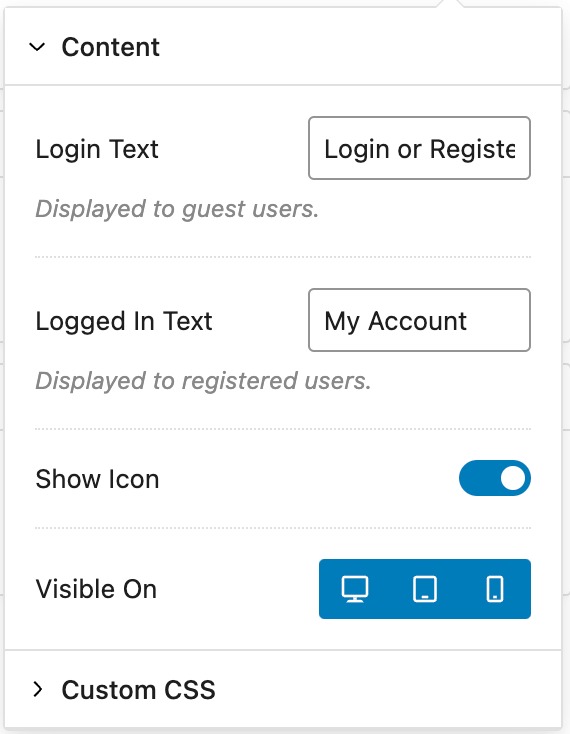 Content
Login Text
Login or Registe
Displayed to guest users.
Logged In Text
My Account
Displayed to registered users.
Show Icon
Visible On
Custom CSS